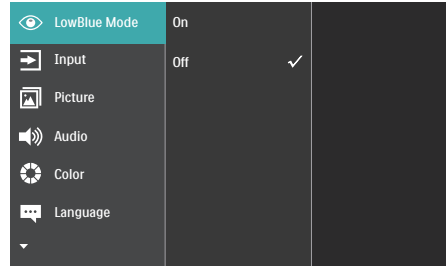 LowBlue Mode
On
Input
Off
Picture
Audio
Color
Language